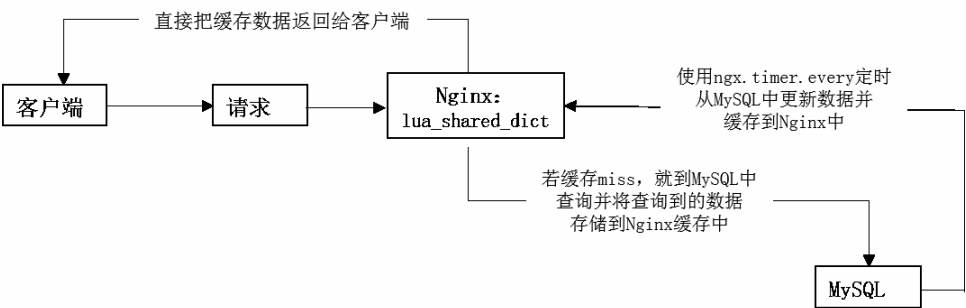 直接把缓存数据返回给客户端
客户端
请求
Nginx:
lua_shared_dict
使用ngx.timer.every定时
从MySQL中更新数据并
缓存到Nginx中
若缓存miss，就到MySQL中
查询并将查询到的数据
存储到Nginx缓存中
MySQL